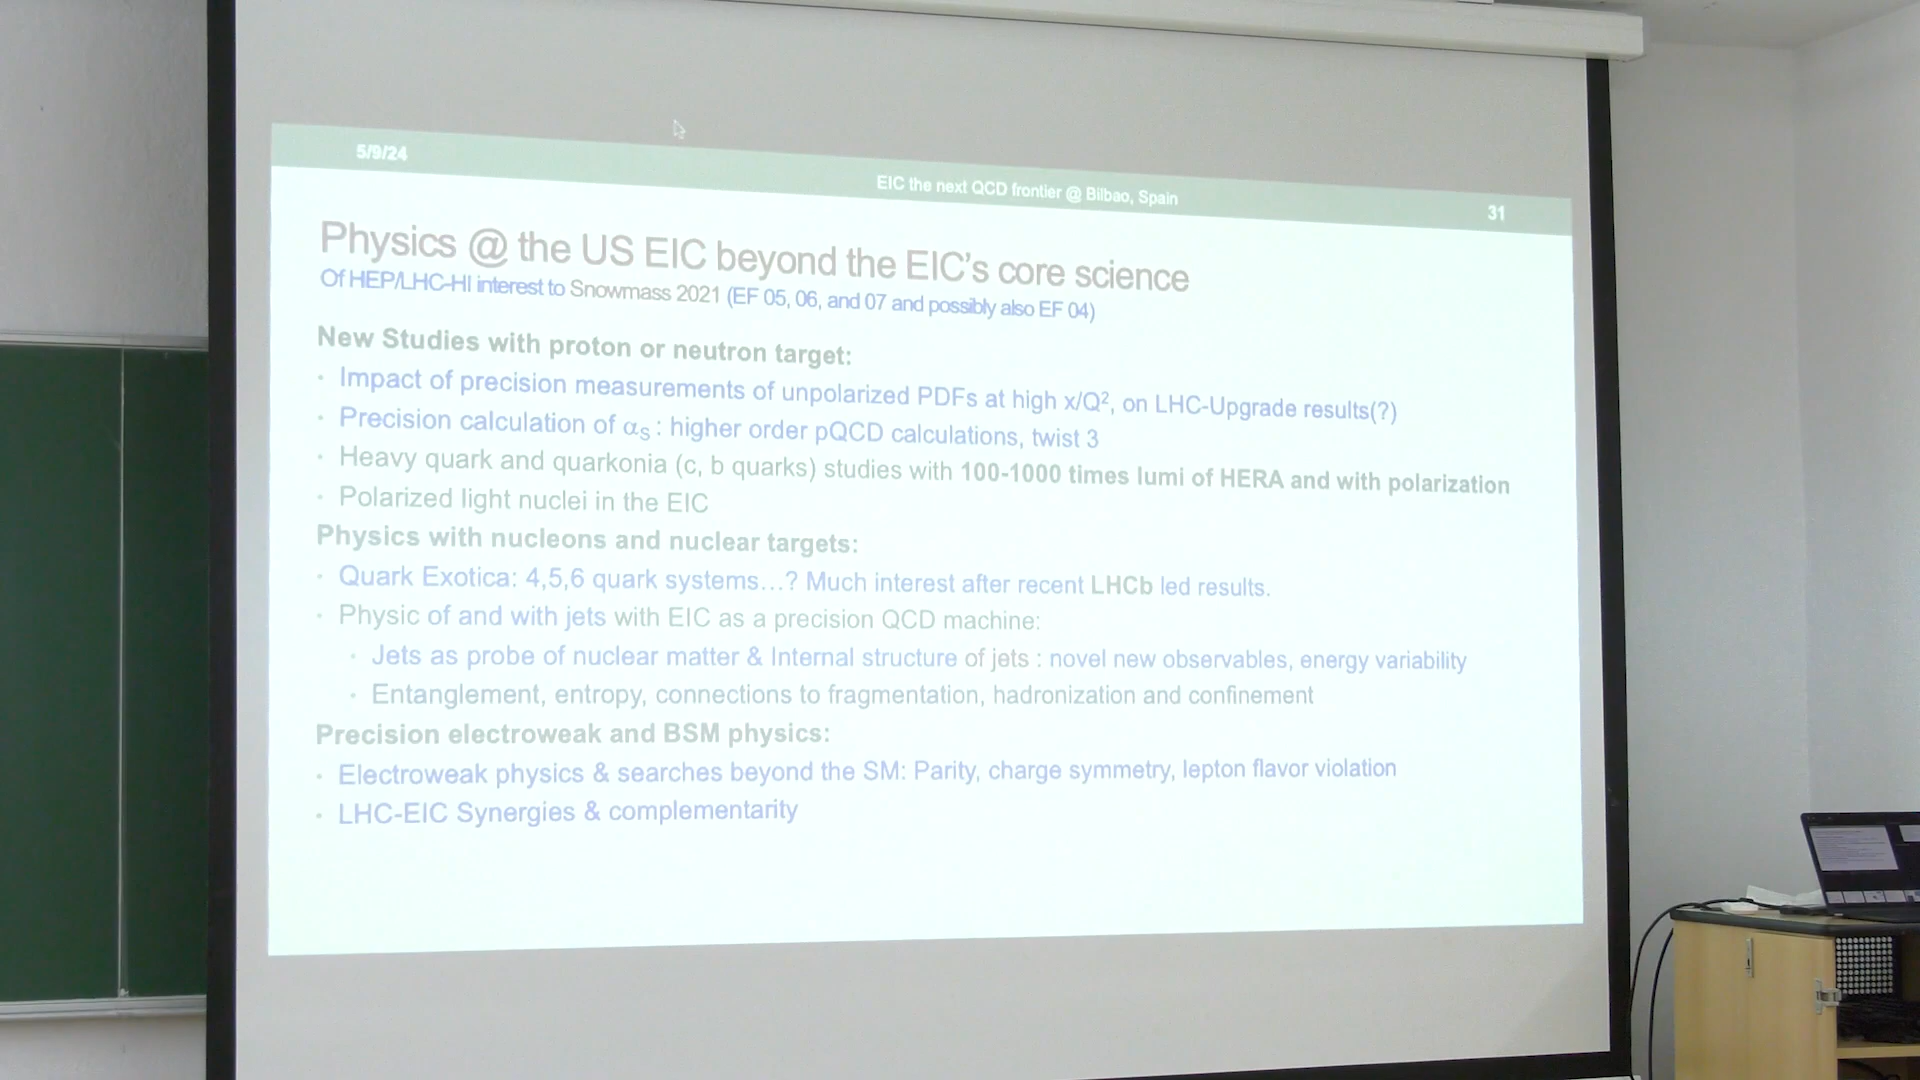 5/9/24
EIC the next QCD frontier @ Bilbao, Spain
31
Physics @ the US EIC beyond the EIC's core science
Of HEP/LHC-HI interest to Snowmass 2021 (EF 05, 06, and 07 and possibly also EF 04)
New Studies with proton or neutron target:
• Impact of precision measurements of unpolarized PDFs at high x/Q², on LHC-Upgrade results(?)
• Precision calculation of αS : higher order pQCD calculations, twist 3
• Heavy quark and quarkonia (c, b quarks) studies with 100-1000 times lumi of HERA and with polarization
• Polarized light nuclei in the EIC
Physics with nucleons and nuclear targets:
• Quark Exotica: 4,5,6 quark systems...? Much interest after recent LHCb led results.
• Physic of and with jets with EIC as a precision QCD machine:
• Jets as probe of nuclear matter & Internal structure of jets : novel new observables, energy variability
• Entanglement, entropy, connections to fragmentation, hadronization and confinement
Precision electroweak and BSM physics:
• Electroweak physics & searches beyond the SM: Parity, charge symmetry, lepton flavor violation
• LHC-EIC Synergies & complementarity